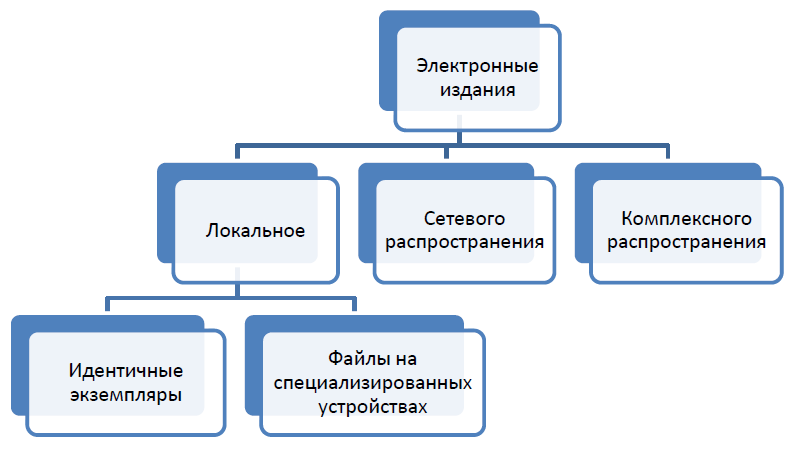 Электронные
издания
Локальное
Сетевого
распространения
Комплексного
распространения
Идентичные
экземпляры
Файлы на
специализированных
устройствах